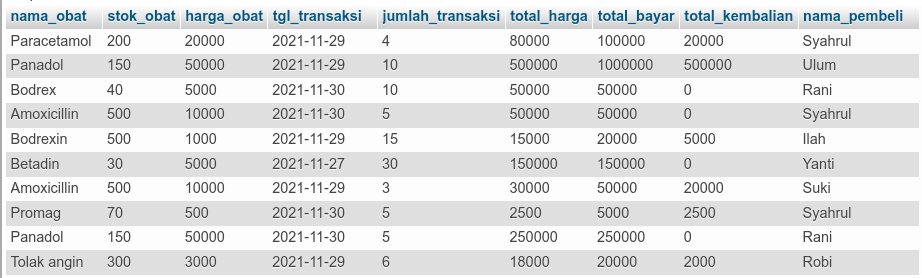 nama_obat stok_obat harga_obat tgl_transaksi jumlah_transaksi total_harga total_bayar total_kembalian nama_pembeli
Paracetamol 200 20000 2021-11-29 4 80000 100000 20000 Syahrul
Panadol 150 50000 2021-11-29 10 500000 1000000 500000 Ulum
Bodrex 40 5000 2021-11-30 10 50000 50000 0 Rani
Amoxicillin 500 10000 2021-11-30 5 50000 50000 0 Syahrul
Bodrexin 500 1000 2021-11-29 15 15000 20000 5000 Ilah
Betadin 30 5000 2021-11-27 30 150000 150000 0 Yanti
Amoxicillin 500 10000 2021-11-29 3 30000 50000 20000 Suki
Promag 70 500 2021-11-30 5 2500 5000 2500 Syahrul
Panadol 150 50000 2021-11-30 5 250000 250000 0 Rani
Tolak angin 300 3000 2021-11-29 6 18000 20000 2000 Robi